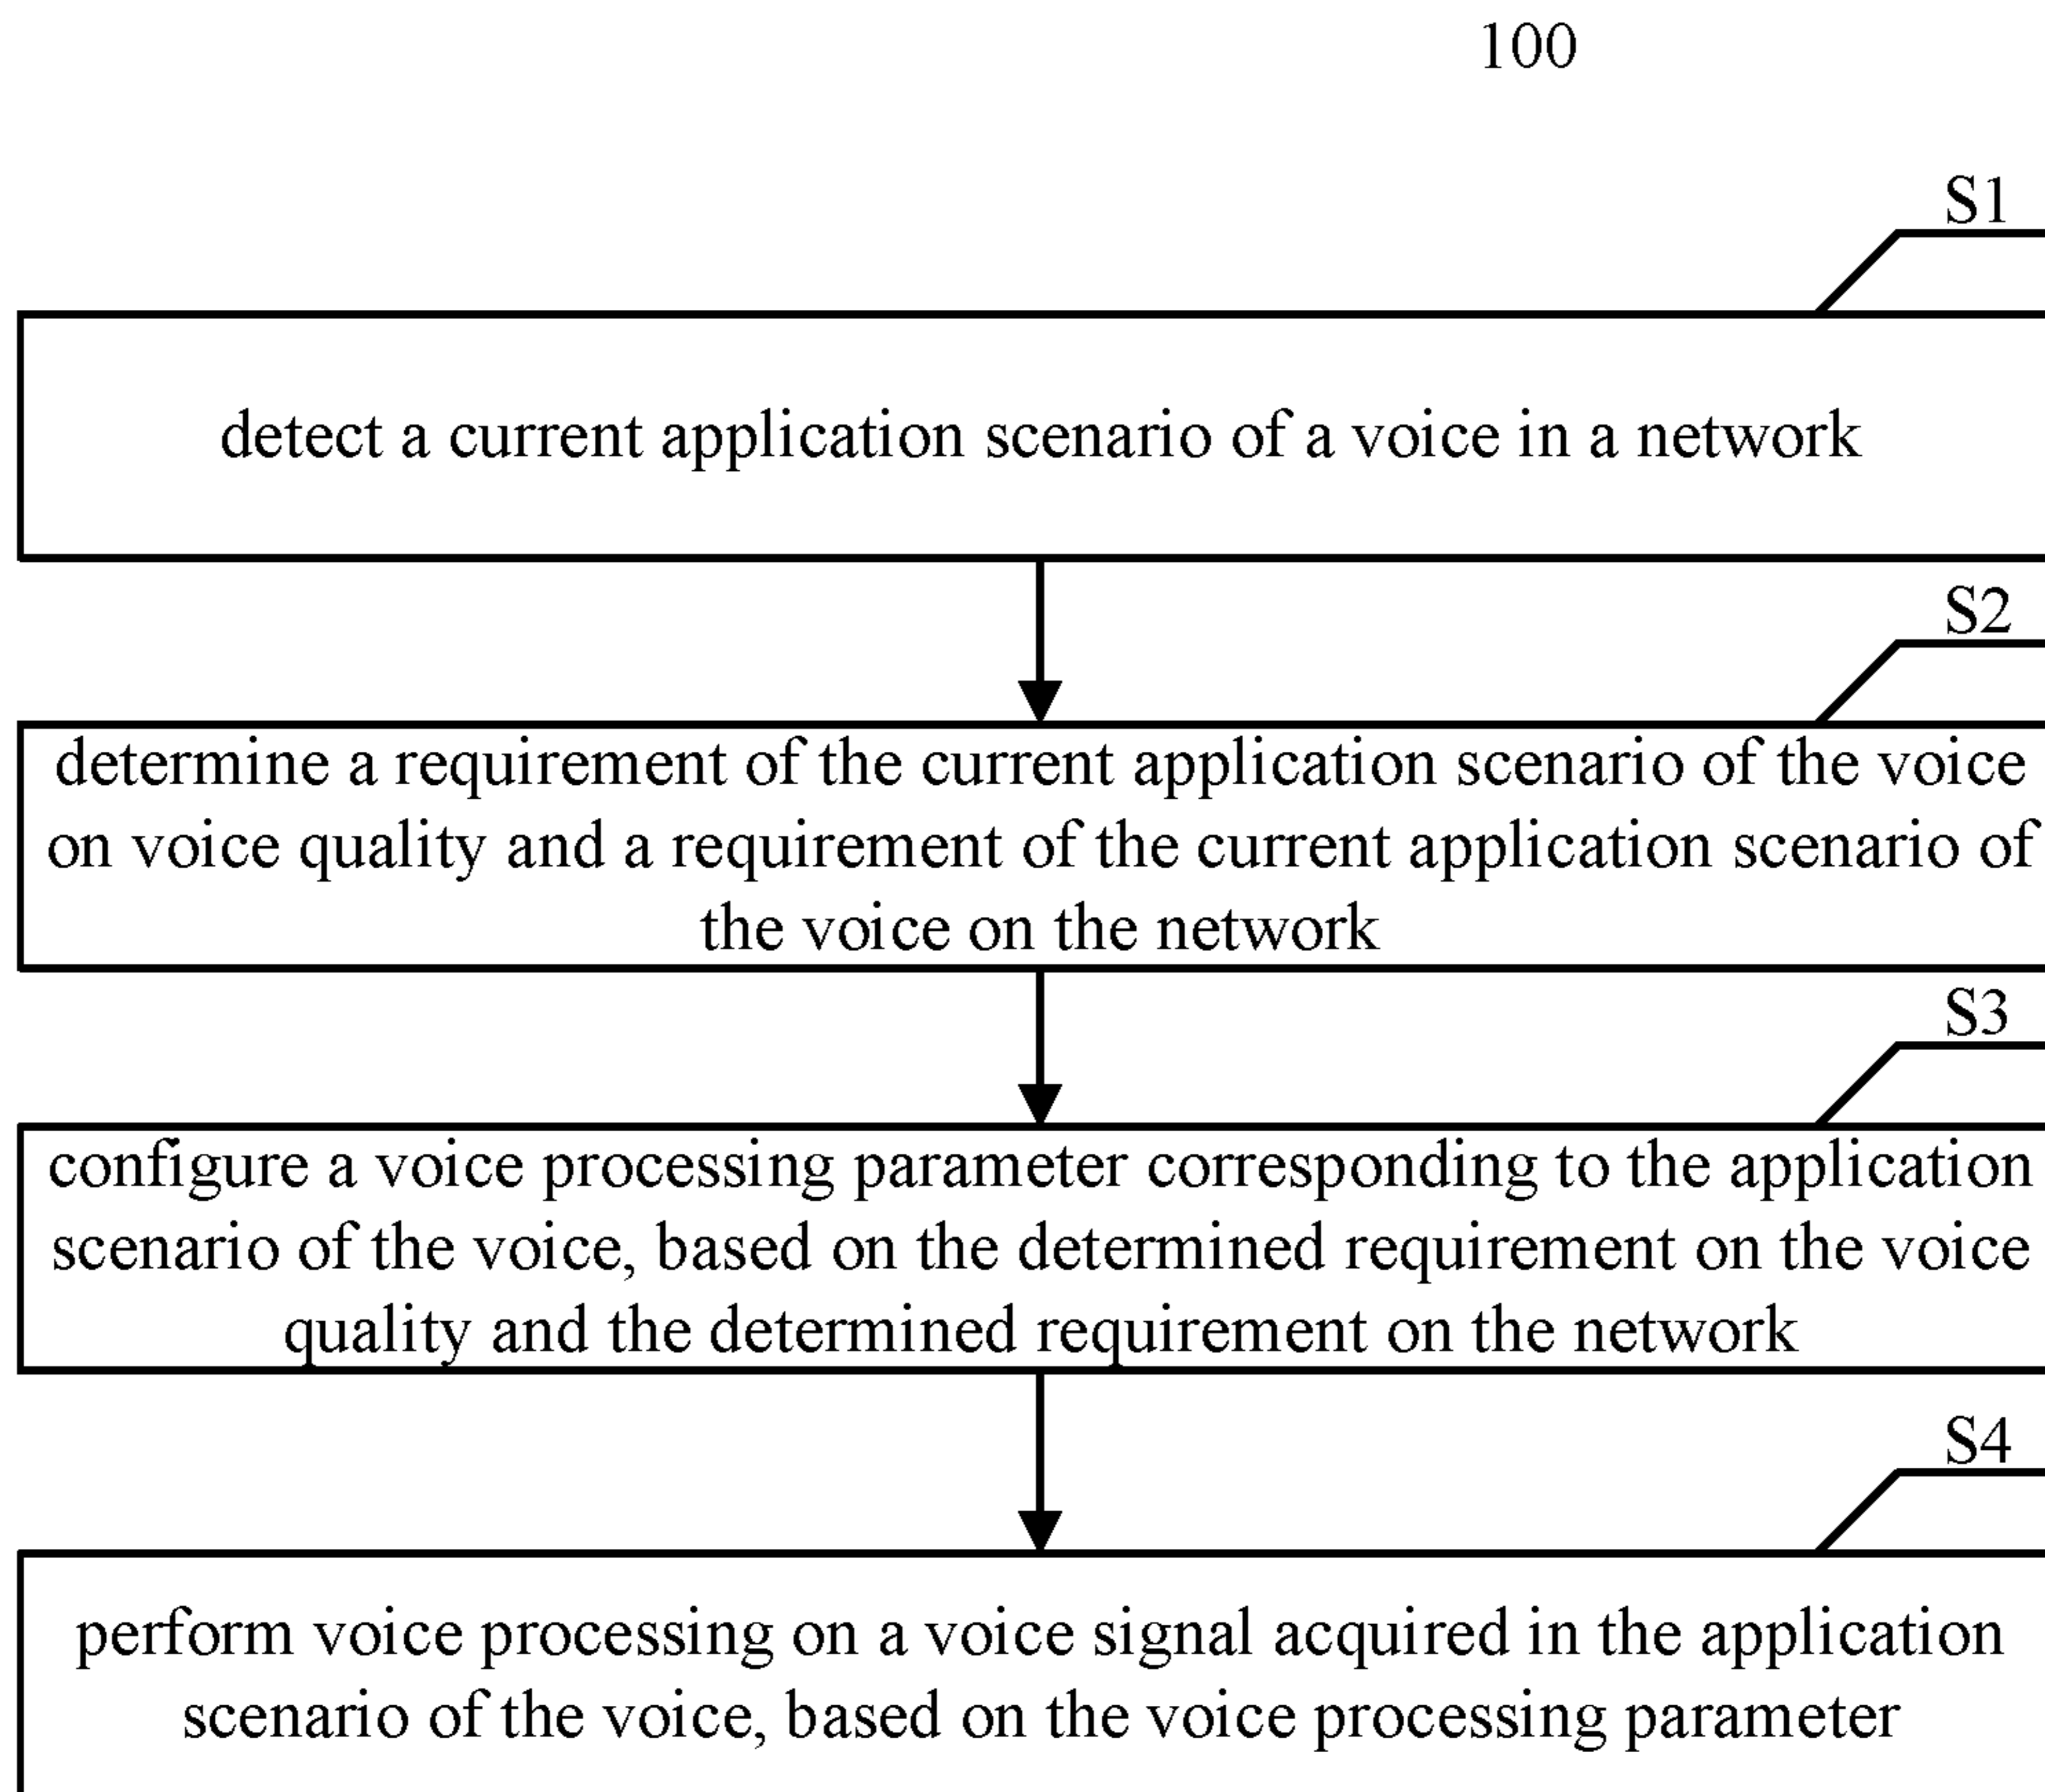 100
S1
detect a current application scenario of a voice in a network
S2
determine a requirement of the current application scenario of the voice
on voice quality and a requirement of the current application scenario of
the voice on the network
S3
configure a voice processing parameter corresponding to the application
scenario of the voice, based on the determined requirement on the voice
quality and the determined requirement on the network
S4
perform voice processing on a voice signal acquired in the application
scenario of the voice, based on the voice processing parameter